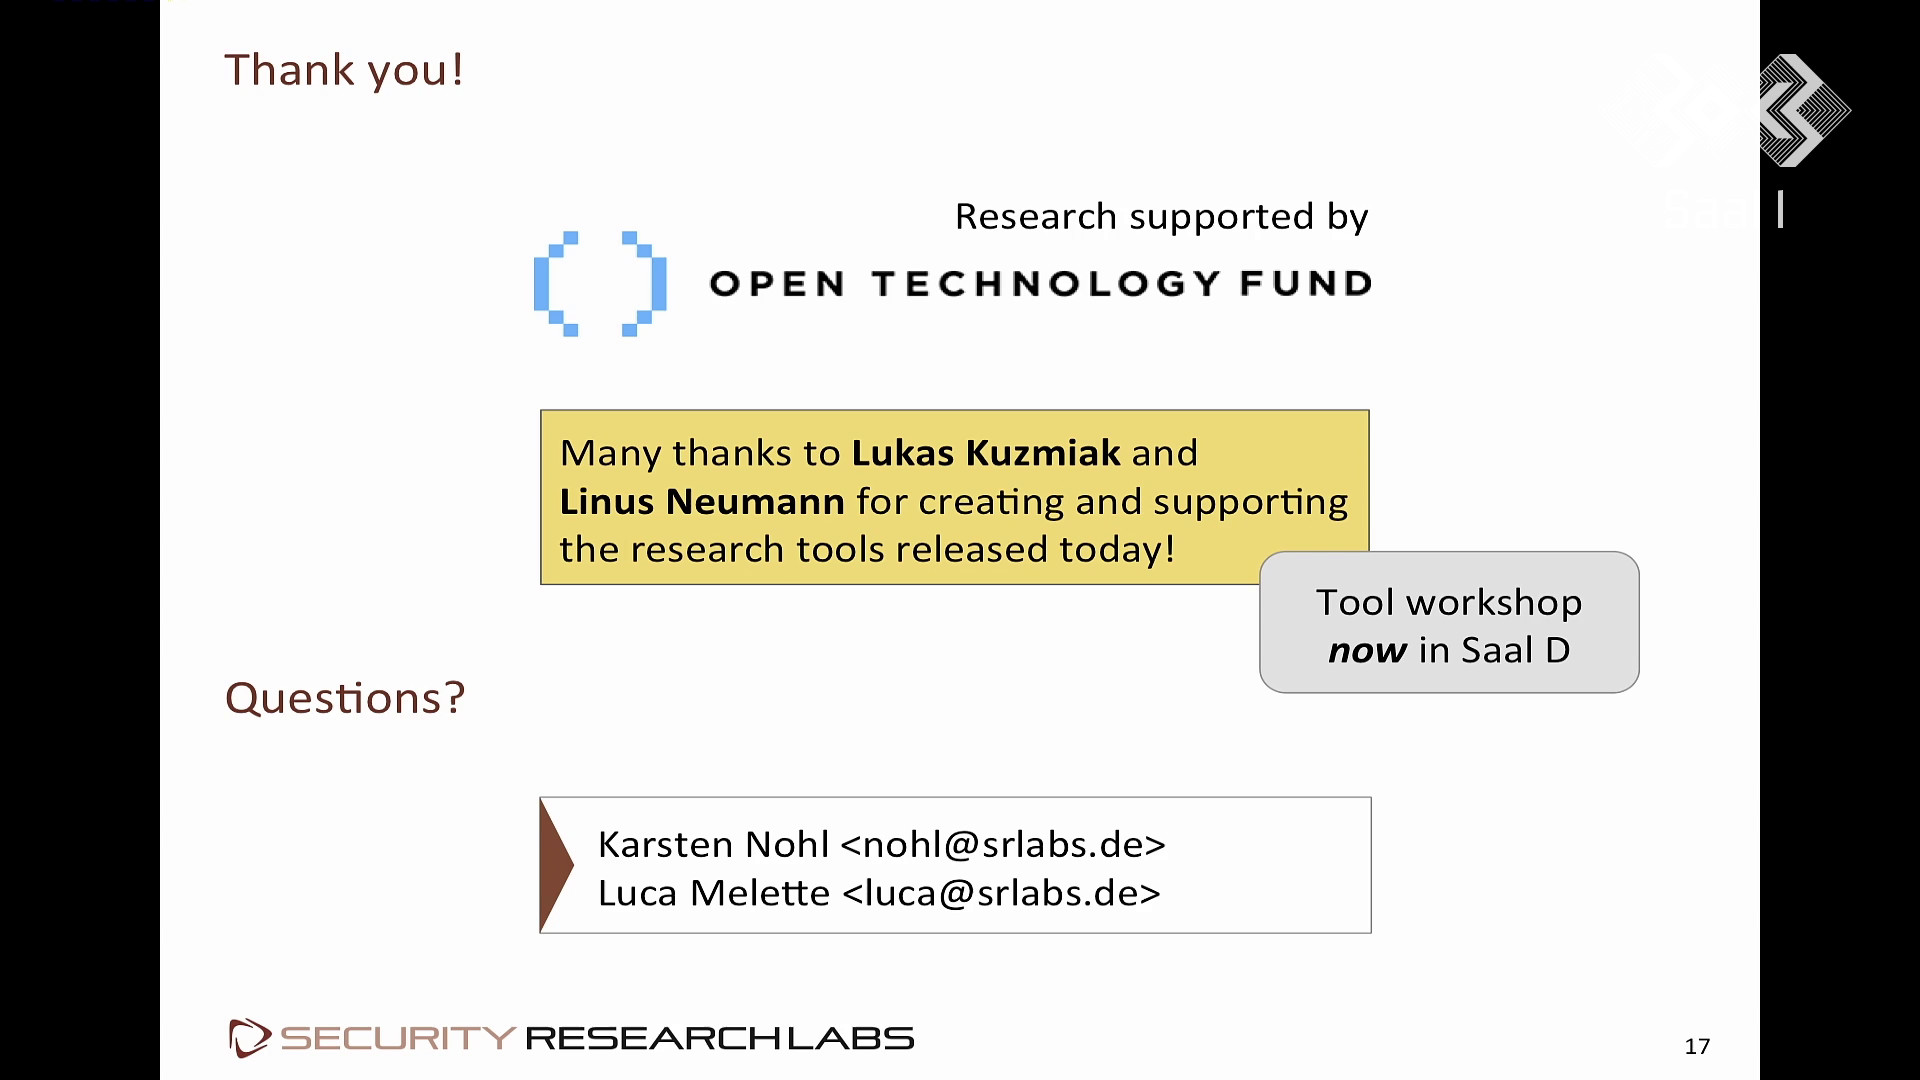 Thank you!
Research supported by
OPEN TECHNOLOGY FUND
Many thanks to Lukas Kuzmiak and
Linus Neumann for creating and supporting
the research tools released today!
Tool workshop
now in Saal D
Questions?
Karsten Nohl <nohl@srlabs.de>
Luca Melette <luca@srlabs.de>
SECURITY RESEARCH LABS
17